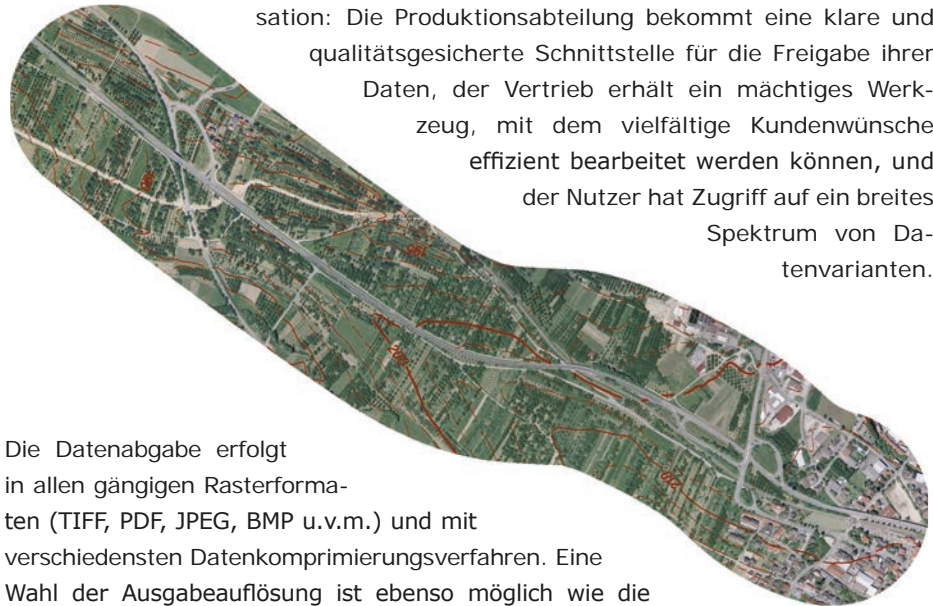 sation: Die Produktionsabteilung bekommt eine klare und
qualitätsgesicherte Schnittstelle für die Freigabe ihrer
Daten, der Vertrieb erhält ein mächtiges Werk-
zeug, mit dem vielfältige Kundenwünsche
effizient bearbeitet werden können, und
der Nutzer hat Zugriff auf ein breites
Spektrum von Da-
tenvarianten.
200
210
Die Datenabgabe erfolgt
in allen gängigen Rasterforma-
ten (TIFF, PDF, JPEG, BMP u.v.m.) und mit
verschiedensten Datenkomprimierungsverfahren. Eine
Wahl der Ausgabeauflösung ist ebenso möglich wie die